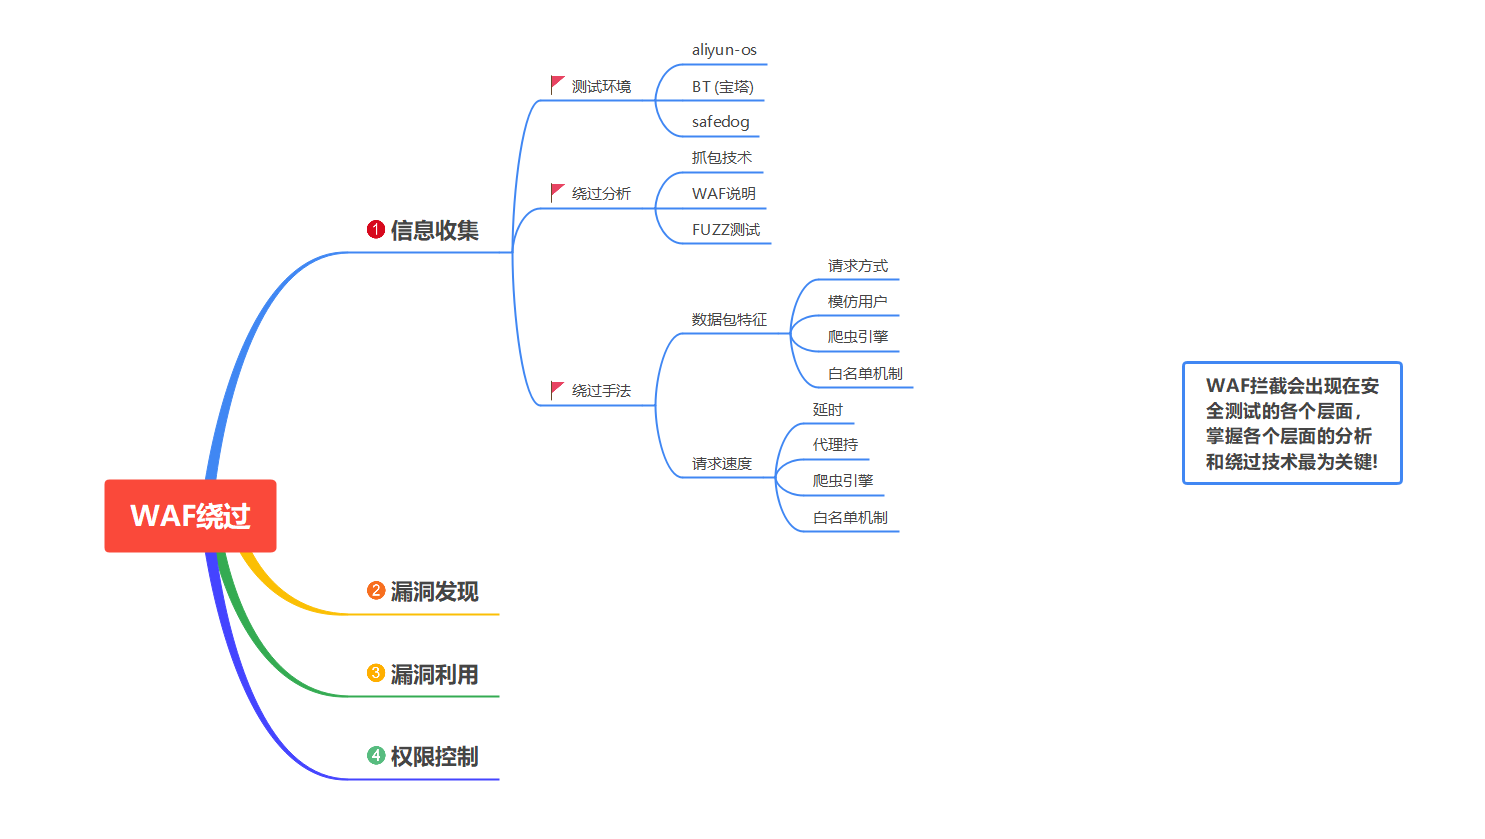 WAF绕过
1 信息收集
测试环境
aliyun-os
BT (宝塔)
safedog
绕过分析
抓包技术
WAF说明
FUZZ测试
绕过手法
数据包特征
请求方式
模仿用户
爬虫引擎
白名单机制
请求速度
延时
代理持
爬虫引擎
白名单机制
2 漏洞发现
3 漏洞利用
4 权限控制
WAF拦截会出现在安
全测试的各个层面，
掌握各个层面的分析
和绕过技术最为关键!